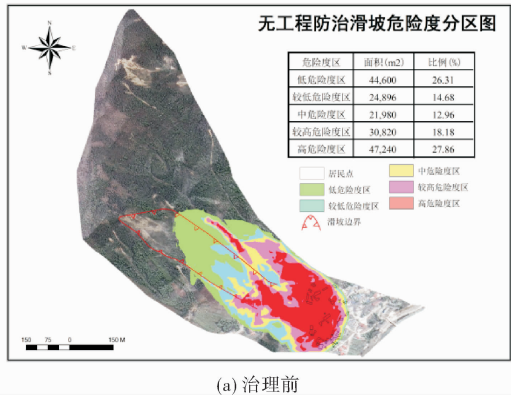 无工程防治滑坡危险度分区图
N
W E
S
危险度区 面积(m2) 比例(%)
低危险度区 44,600 26.31
较低危险度区 24,896 14.68
中危险度区 21,980 12.96
较高危险度区 30,820 18.18
高危险度区 47,240 27.86
居民点 中危险度区
低危险度区 较高危险度区
较低危险度区 高危险度区
滑坡边界
150 75 0 150 M
(a) 治理前